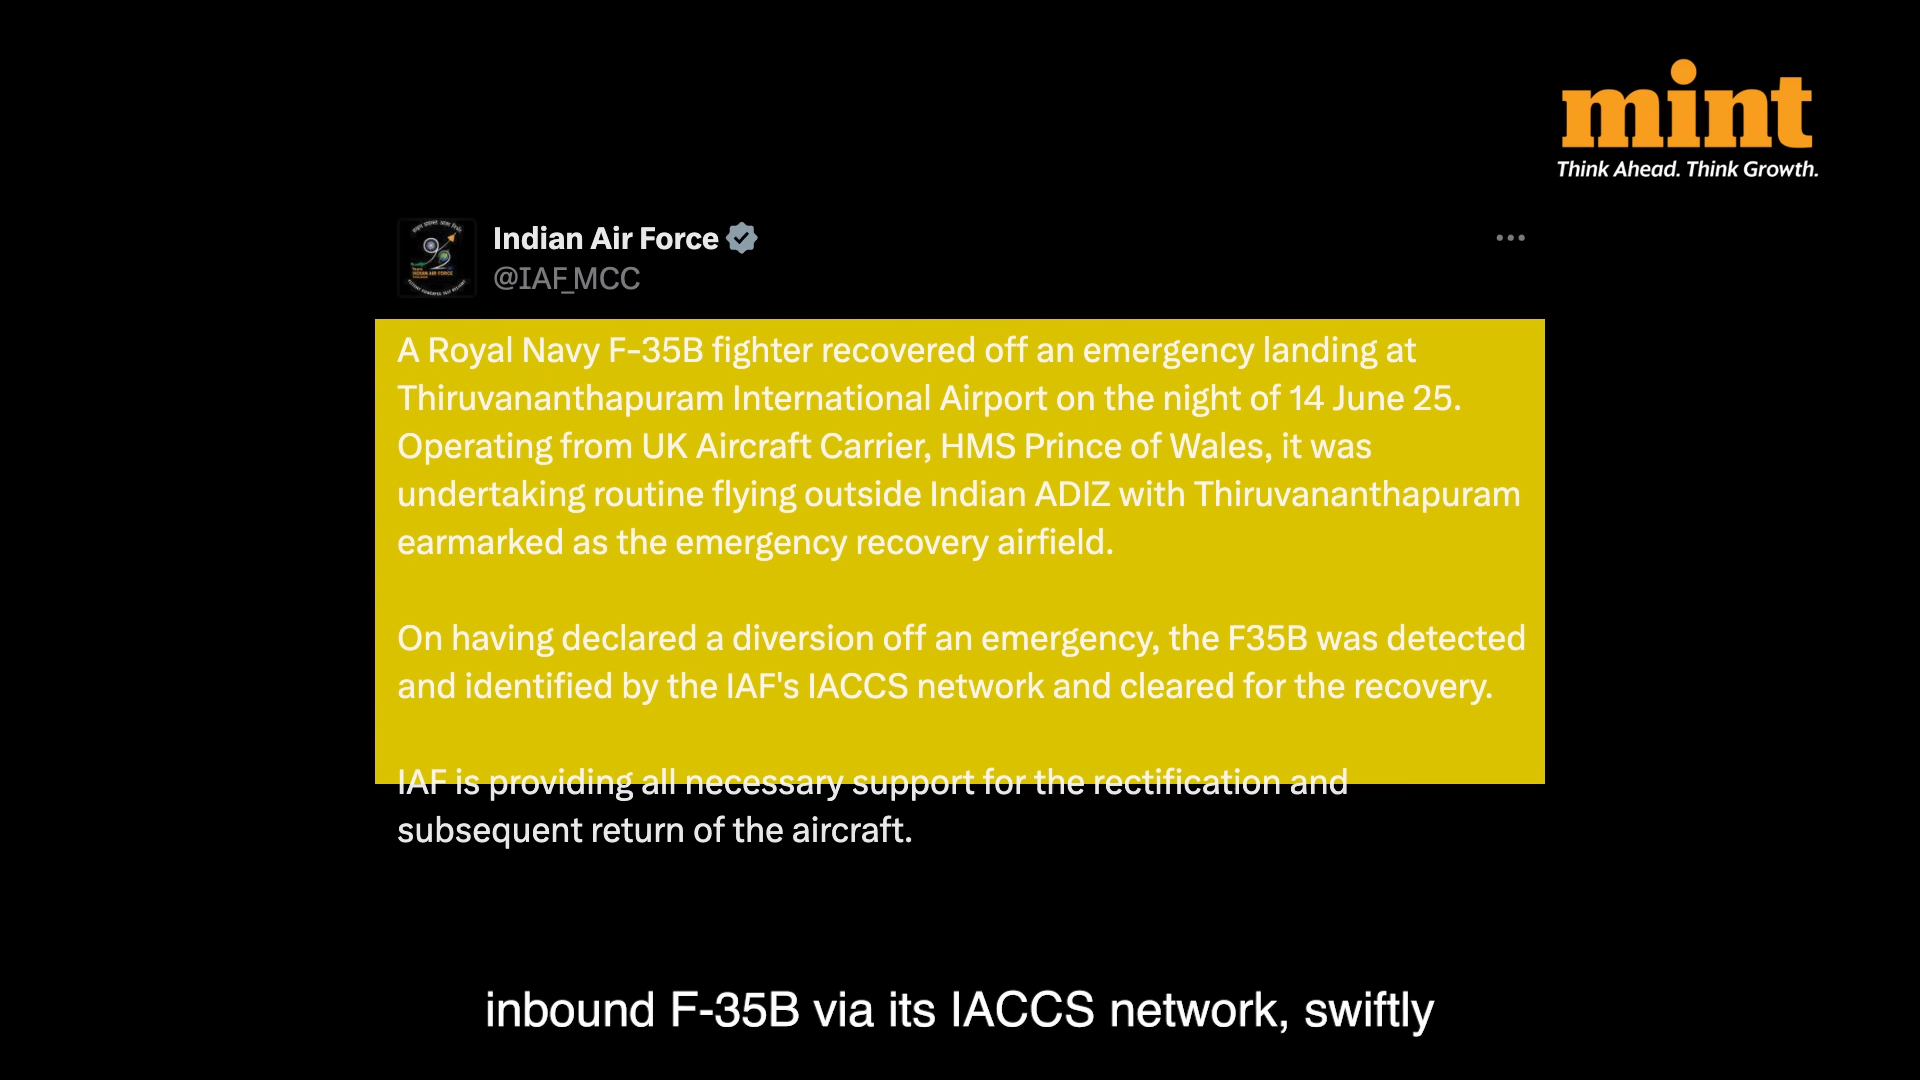 mint
Think Ahead. Think Growth.
Indian Air Force
@IAF_MCC
A Royal Navy F-35B fighter recovered off an emergency landing at
Thiruvananthapuram International Airport on the night of 14 June 25.
Operating from UK Aircraft Carrier, HMS Prince of Wales, it was
undertaking routine flying outside Indian ADIZ with Thiruvananthapuram
earmarked as the emergency recovery airfield.
On having declared a diversion off an emergency, the F35B was detected
and identified by the IAF's IACCS network and cleared for the recovery.
IAF is providing all necessary support for the rectification and
subsequent return of the aircraft.
inbound F-35B via its IACCS network, swiftly